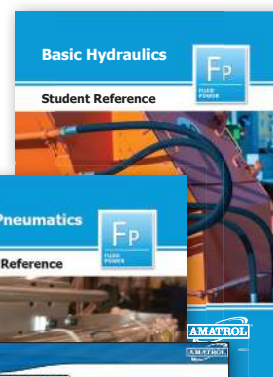 Basic Hydraulics
Fp
FLUID
POWER
Student Reference
Pneumatics
Fp
FLUID
POWER
Reference
AMATROL
AMATROL